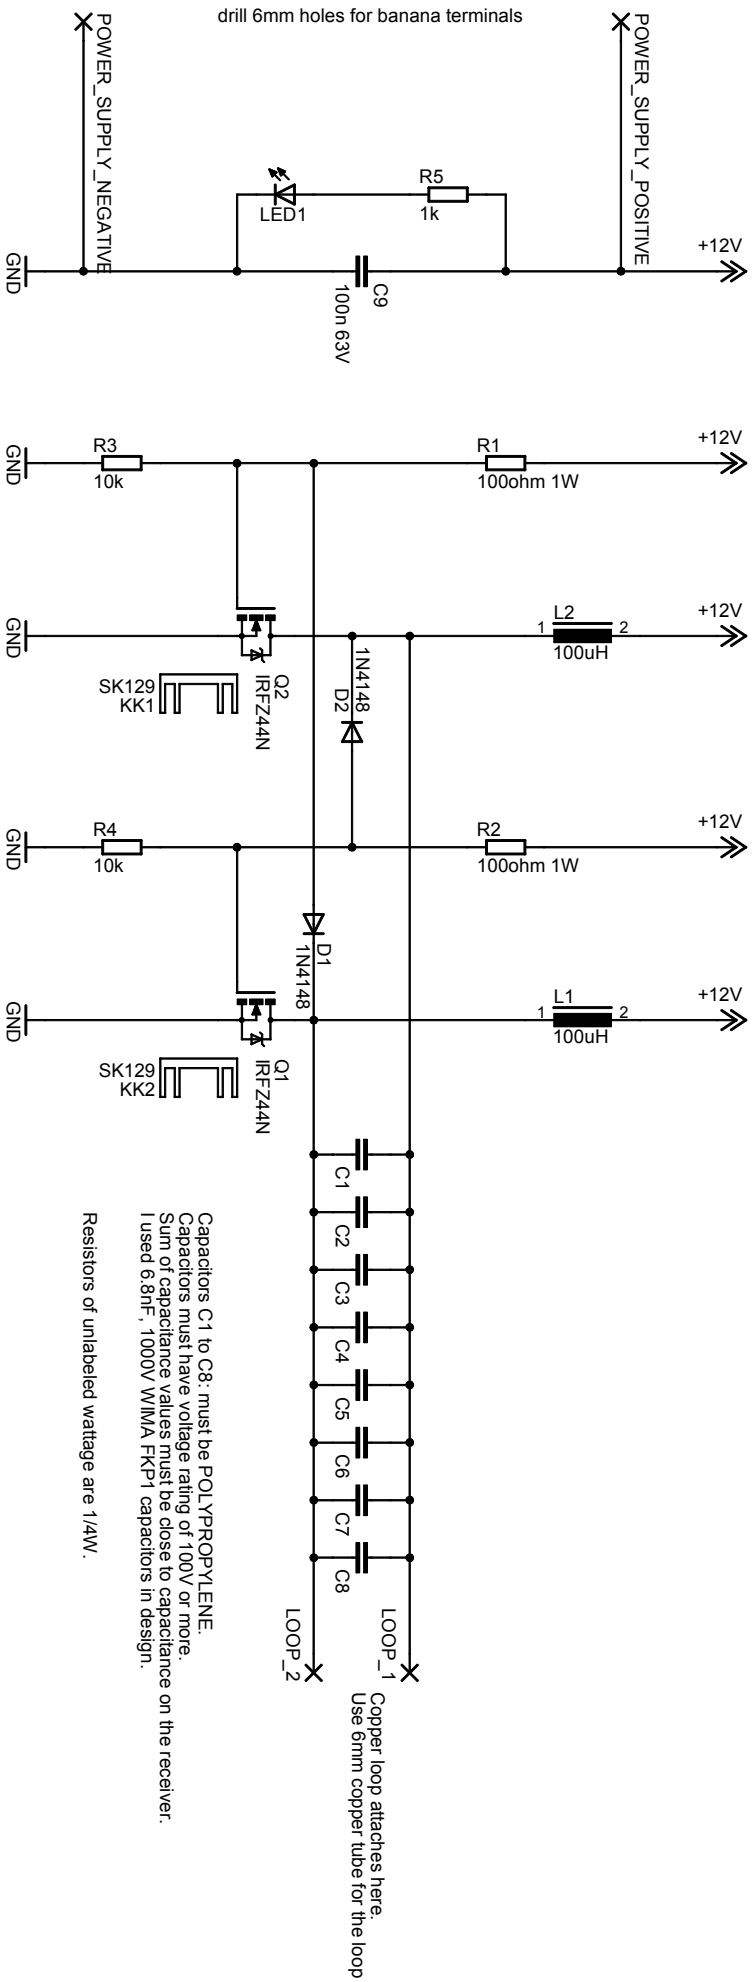 drill 6mm holes for banana terminals
POWER_SUPPLY_NEGATIVE
POWER_SUPPLY_POSITIVE
R5
1k
LED1
C9
100n 63V
+12V
GND
R3
10k
R1
100ohm 1W
+12V
GND
L2
1 2
100uH
+12V
GND
Q2
IRFZ44N
SK129
KK1
1N4148
D2
R4
10k
R2
100ohm 1W
+12V
GND
D1
1N4148
L1
1 2
100uH
+12V
GND
Q1
IRFZ44N
SK129
KK2
C1
C2
C3
C4
C5
C6
C7
C8
LOOP_1
LOOP_2
Copper loop attaches here.
Use 6mm copper tube for the loop
Capacitors C1 to C8: must be POLYPROPYLENE.
Capacitors must have voltage rating of 100V or more.
Sum of capacitance values must be close to capacitance on the receiver.
I used 6.8nF, 1000V WIMA FKP1 capacitors in design.
Resistors of unlabeled wattage are 1/4W.